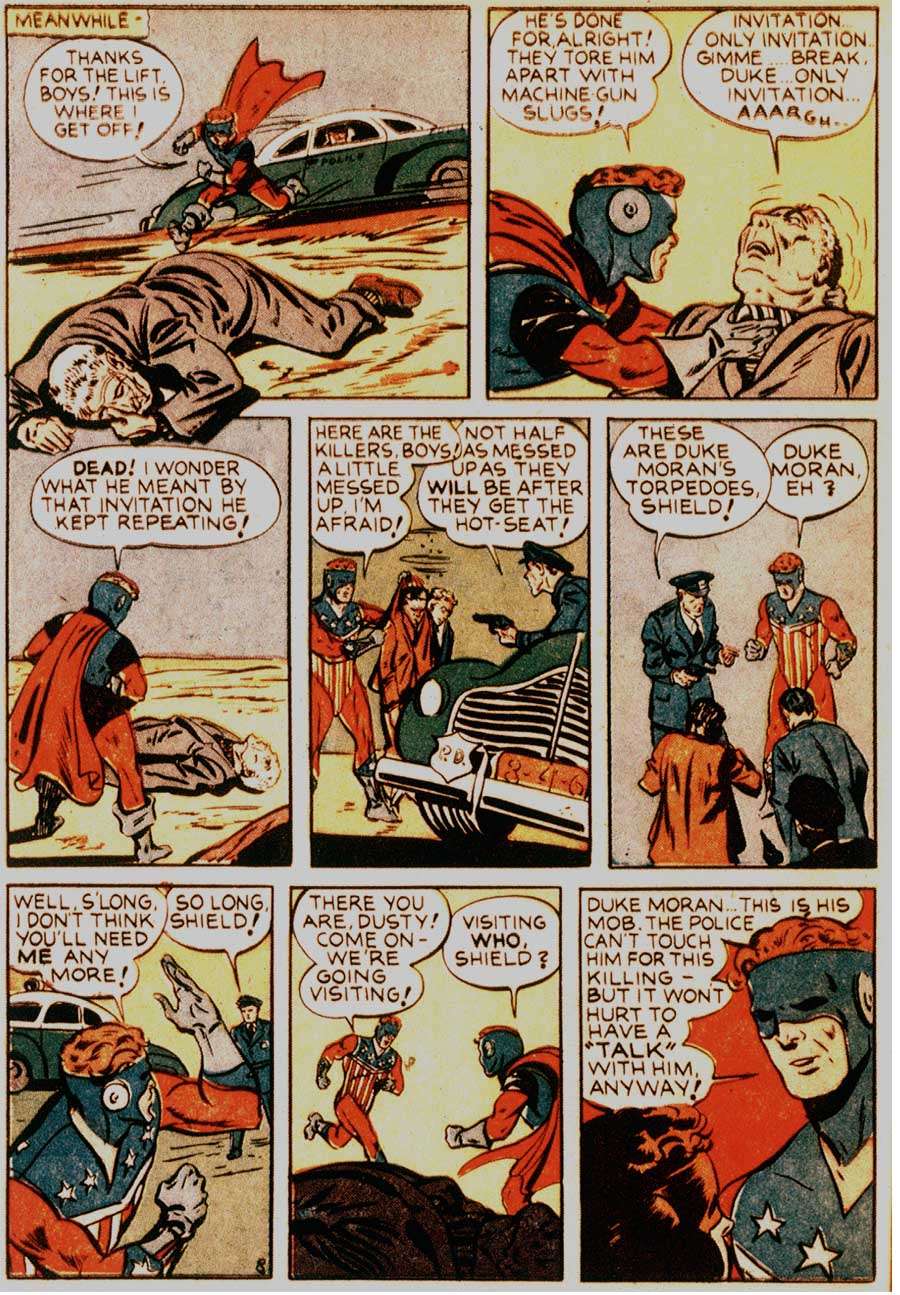 MEANWHILE-
THANKS
FOR THE LIFT,
BOYS! THIS IS
WHERE I
GET OFF!
POLICE
HE'S DONE
FOR, ALRIGHT!
THEY TORE HIM
APART WITH
MACHINE-GUN
SLUGS!
INVITATION...
ONLY INVITATION..
GIMME ....BREAK,
DUKE...ONLY
INVITATION...
AAARGH...
DEAD! I WONDER
WHAT HE MEANT BY
THAT INVITATION HE
KEPT REPEATING!
HERE ARE THE
KILLERS, BOYS!
A LITTLE
MESSED
UP, I'M
AFRAID!
NOT HALF
AS MESSED
UP AS THEY
WILL BE AFTER
THEY GET THE
HOT-SEAT!
P D
8-41-6
THESE
ARE DUKE
MORAN'S
TORPEDOES,
SHIELD!
DUKE
MORAN,
EH?
WELL, S'LONG,
I DON'T THINK
YOU'LL NEED
ME ANY
MORE!
SO LONG,
SHIELD!
8
THERE YOU
ARE, DUSTY!
COME ON-
WE'RE
GOING
VISITING!
VISITING
WHO,
SHIELD?
DUKE MORAN...THIS IS HIS
MOB. THE POLICE
CAN'T TOUCH
HIM FOR THIS
KILLING-
BUT IT WONT
HURT TO
HAVE A
"TALK"
WITH HIM,
ANYWAY!